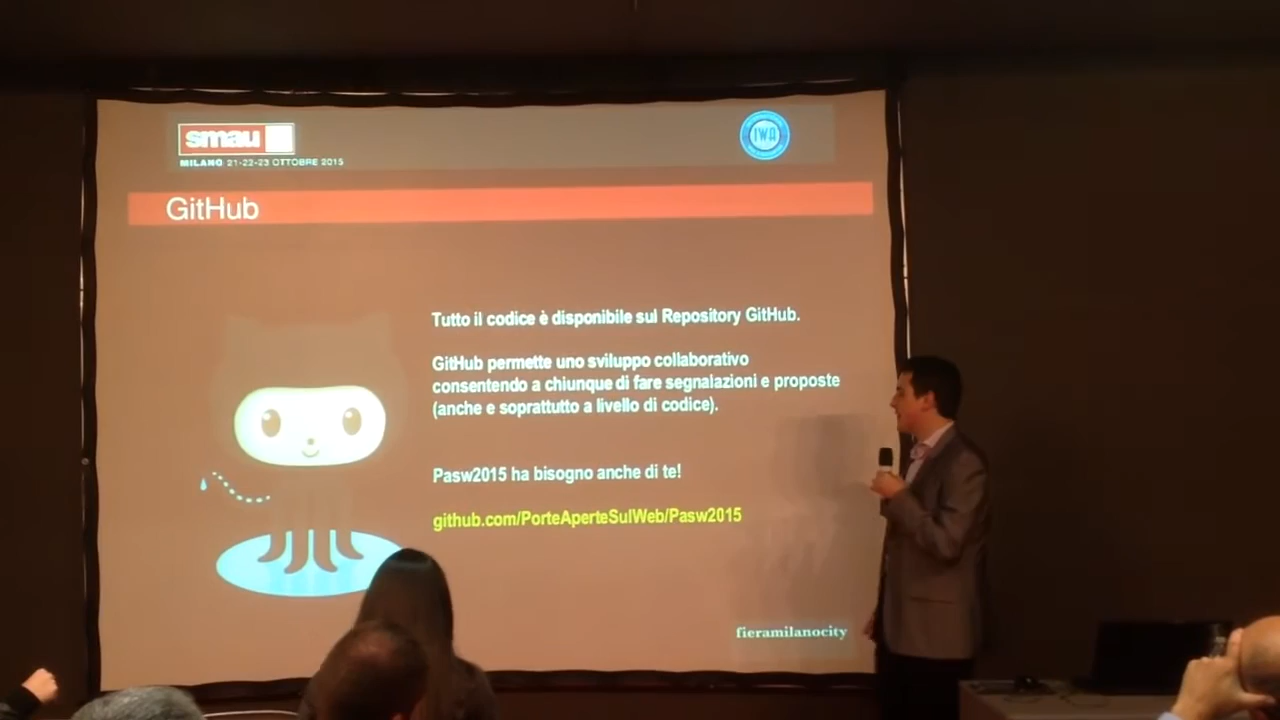 smau
MILANO 21-22-23 OTTOBRE 2015
IWA
GitHub
Tutto il codice è disponibile sul Repository GitHub.
GitHub permette uno sviluppo collaborativo
consentendo a chiunque di fare segnalazioni e proposte
(anche e soprattutto a livello di codice).
Pasw2015 ha bisogno anche di te!
github.com/PorteAperteSulWeb/Pasw2015
fieramilanocity